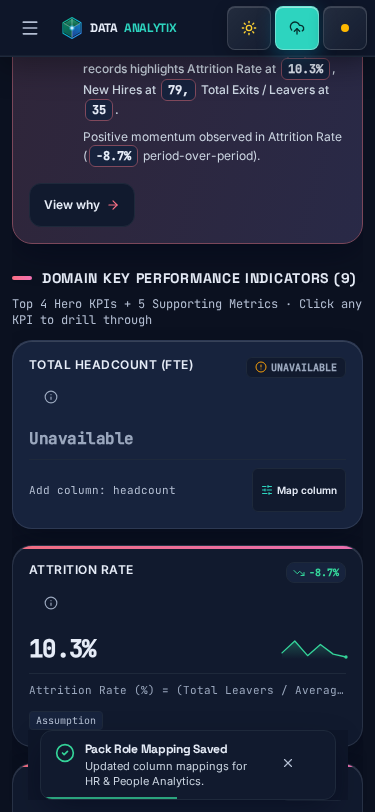 DATA ANALYTIX
records highlights Attrition Rate at 10.3% ,
New Hires at 79, Total Exits / Leavers at
35 .
Positive momentum observed in Attrition Rate
( -8.7% period-over-period).
View why →
DOMAIN KEY PERFORMANCE INDICATORS (9)
Top 4 Hero KPIs + 5 Supporting Metrics · Click any
KPI to drill through
TOTAL HEADCOUNT (FTE)
UNAVAILABLE
Unavailable
Add column: headcount
Map column
ATTRITION RATE
-8.7%
10.3%
Attrition Rate (%) = (Total Leavers / Averag…
Assumption
Pack Role Mapping Saved
Updated column mappings for
HR & People Analytics.